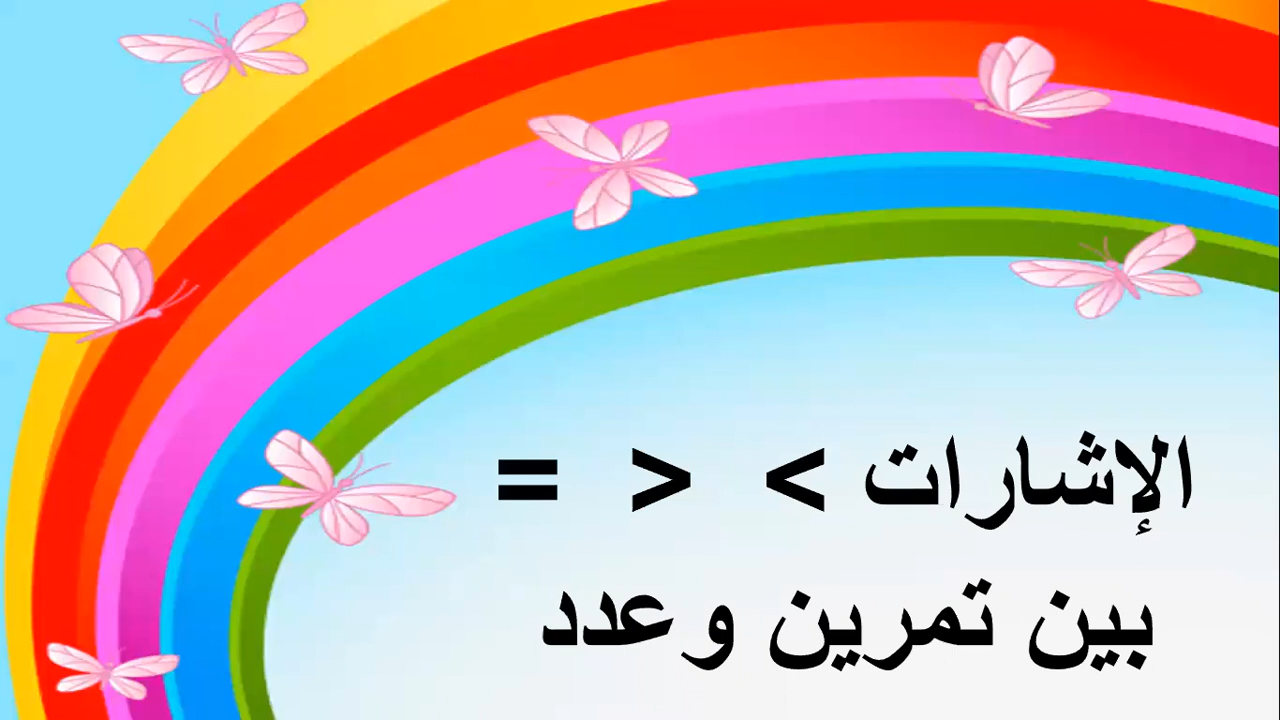 الإشارات > < =
بين تمرين وعدد